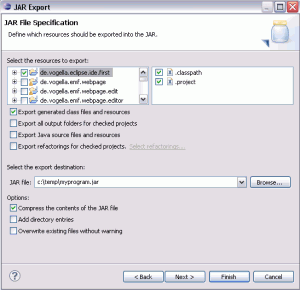 JAR Export
JAR File Specification
Define which resources should be exported into the JAR.
Select the resources to export:
de.vogella.eclipse.ide.first
.classpath
de.vogella.emf.webpage
.project
de.vogella.emf.webpage.edit
de.vogella.emf.webpage.editor
Export generated class files and resources
Export all output folders for checked projects
Export Java source files and resources
Export refactorings for checked projects. Select refactorings...
Select the export destination:
JAR file: c:\temp\myprogram.jar Browse...
Options:
Compress the contents of the JAR file
Add directory entries
Overwrite existing files without warning
? < Back Next > Finish Cancel